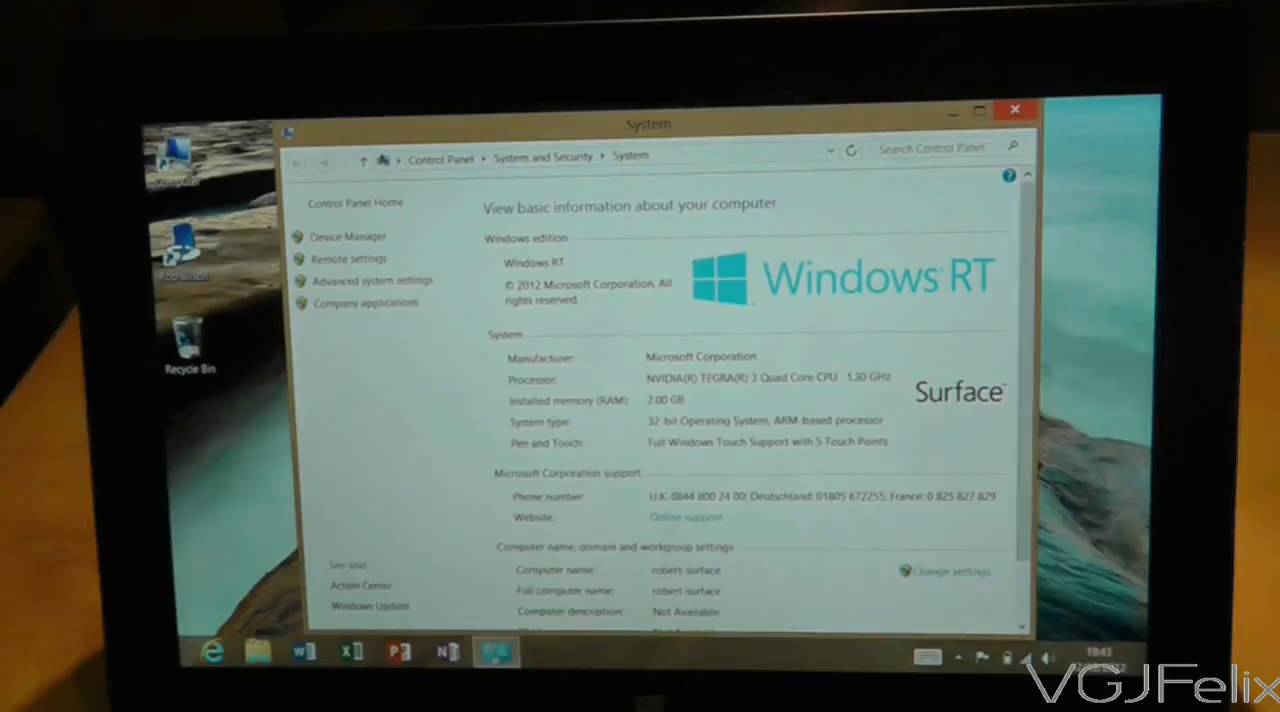 System
Control Panel System and Security System
Search Control Panel
Control Panel Home
Device Manager
Remote settings
Advanced system settings
Company applications
View basic information about your computer
Windows edition
Windows RT
© 2012 Microsoft Corporation. All
rights reserved.
Windows RT
System
Manufacturer: Microsoft Corporation
Processor: NVIDIA(R) TEGRA(R) 3 Quad Core CPU 1.30 GHz
Installed memory (RAM): 2.00 GB
System type: 32-bit Operating System, ARM-based processor
Pen and Touch: Full Windows Touch Support with 5 Touch Points
Surface™
Microsoft Corporation support
Phone number: U.K. 0844 800 24 00; Deutschland: 01805 672255; France: 0 825 827 829
Website: Online support
Computer name, domain and workgroup settings
Computer name: robert-surface
Full computer name: robert-surface
Computer description: Not Available
Change settings
See also
Action Center
Windows Update
Computer
Recycle Bin
19:43
VGJFelix